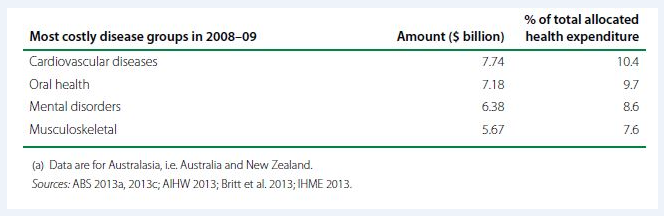 Most costly disease groups in 2008–09 Amount ($ billion) % of total allocated health expenditure
Cardiovascular diseases 7.74 10.4
Oral health 7.18 9.7
Mental disorders 6.38 8.6
Musculoskeletal 5.67 7.6
(a) Data are for Australasia, i.e. Australia and New Zealand.
Sources: ABS 2013a, 2013c; AIHW 2013; Britt et al. 2013; IHME 2013.